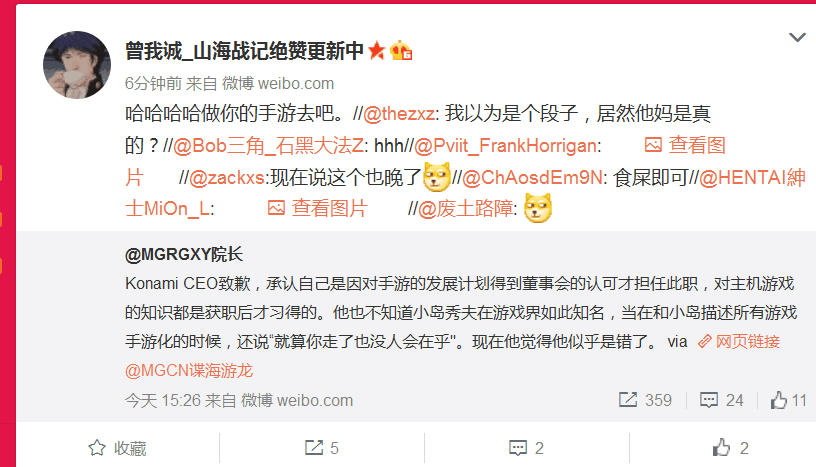 曾我诚_山海战记绝赞更新中
6分钟前 来自 微博 weibo.com
哈哈哈哈做你的手游去吧。//@thezxz: 我以为是个段子，居然他妈是真
的？//@Bob三角_石黑大法Z: hhh//@Pviit_FrankHorrigan: 查看图
片 //@zackxs:现在说这个也晚了//@ChAosdEm9N: 食屎即可//@HENTAI紳
士MiOn_L: 查看图片 //@废土路障:
@MGRGXY院长
Konami CEO致歉，承认自己是因对手游的发展计划得到董事会的认可才担任此职，对主机游戏
的知识都是获职后才习得的。他也不知道小岛秀夫在游戏界如此知名，当在和小岛描述所有游戏
手游化的时候，还说“就算你走了也没人会在乎"。现在他觉得他似乎是错了。 via 网页链接
@MGCN谍海游龙
今天 15:26 来自 微博 weibo.com 359 24 11
收藏 5 2 2